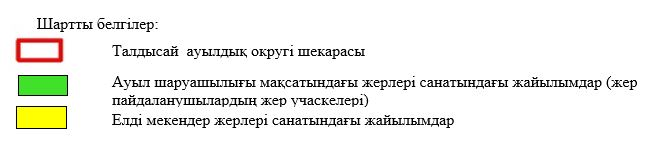 Шартты белгілер:
Талдысай ауылдық округі шекарасы
Ауыл шаруашылығы мақсатындағы жерлері санатындағы жайылымдар (жер
пайдаланушылардың жер учаскелері)
Елді мекендер жерлері санатындағы жайылымдар